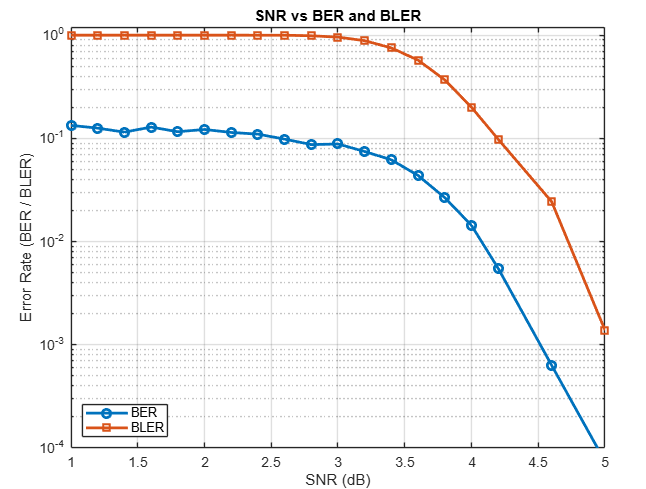 SNR vs BER and BLER
Error Rate (BER / BLER)
10^0
10^-1
10^-2
10^-3
10^-4
BER
BLER
1 1.5 2 2.5 3 3.5 4 4.5 5
SNR (dB)